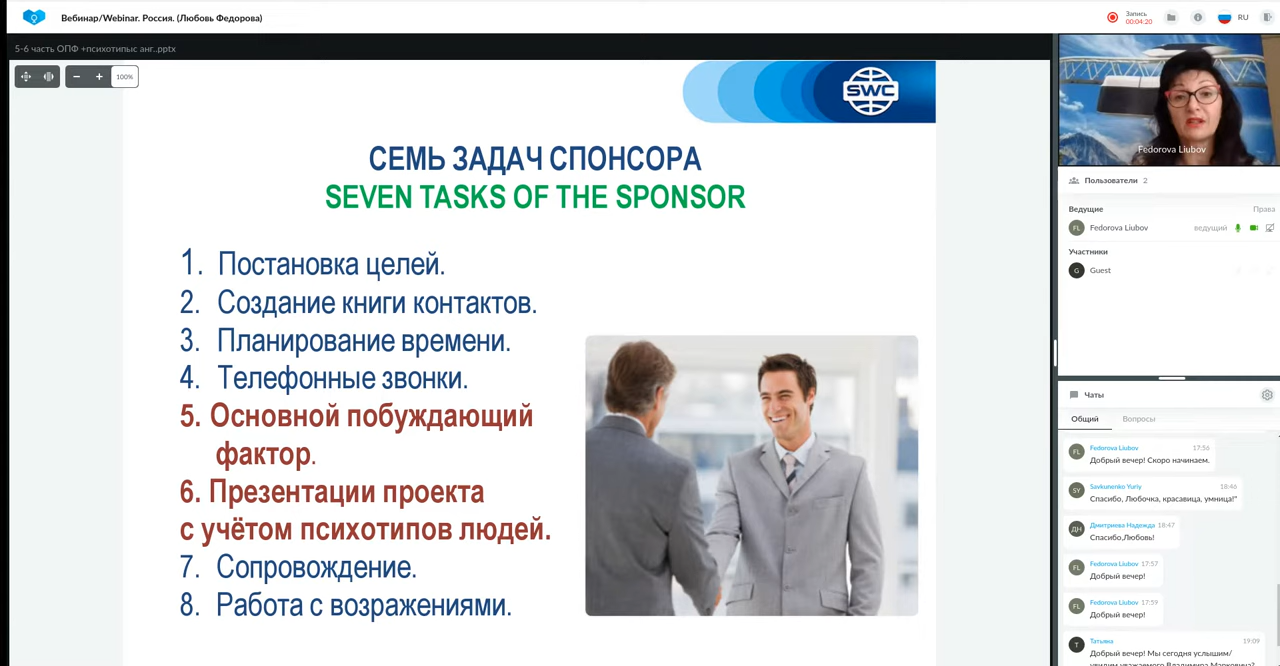 Вебинар/Webinar. Россия. (Любовь Федорова)
Запись
00:04:20
RU
5-6 часть ОПФ +психотипыс анг..pptx
100%
SWC
СЕМЬ ЗАДАЧ СПОНСОРА
SEVEN TASKS OF THE SPONSOR
1. Постановка целей.
2. Создание книги контактов.
3. Планирование времени.
4. Телефонные звонки.
5. Основной побуждающий
фактор.
6. Презентации проекта
с учётом психотипов людей.
7. Сопровождение.
8. Работа с возражениями.
Fedorova Liubov
Пользователи 2
Ведущие Права
FL Fedorova Liubov ведущий
Участники
G Guest
Чаты
Общий Вопросы
FL Fedorova Liubov 17:56
Добрый вечер! Скоро начинаем.
SY Savkunenko Yuriy 18:46
Спасибо, Любочка, красавица, умница!"
ДН Дмитриева Надежда 18:47
Спасибо,Любовь!
FL Fedorova Liubov 17:57
Добрый вечер!
FL Fedorova Liubov 17:59
Добрый вечер!
Т Татьяна 19:09
Добрый вечер! Мы сегодня услышим/
увидим уважаемого Владимира Марковича?